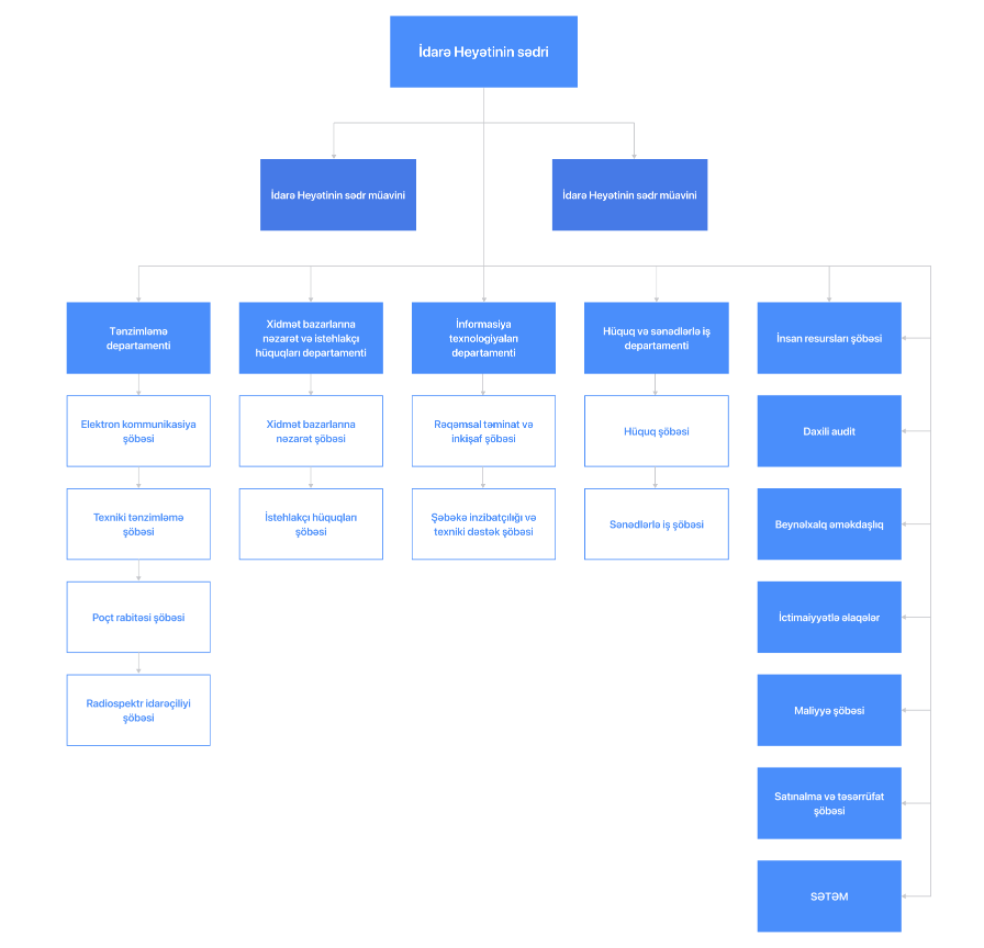 İdarə Heyətinin sədri
İdarə Heyətinin sədr müavini
İdarə Heyətinin sədr müavini
Tənzimləmə
departamenti
Xidmət bazarlarına
nəzarət və istehlakçı
hüquqları departamenti
İnformasiya
texnologiyaları
departamenti
Hüquq və sənədlərlə iş
departamenti
İnsan resursları şöbəsi
Elektron kommunikasiya
şöbəsi
Xidmət bazarlarına
nəzarət şöbəsi
Rəqəmsal təminat və
inkişaf şöbəsi
Hüquq şöbəsi
Daxili audit
Texniki tənzimləmə
şöbəsi
İstehlakçı hüquqları
şöbəsi
Şəbəkə inzibatçılığı və
texniki dəstək şöbəsi
Sənədlərlə iş şöbəsi
Beynəlxalq əməkdaşlıq
Poçt rabitəsi şöbəsi
İctimaiyyətlə əlaqələr
Radiospektr idarəçiliyi
şöbəsi
Maliyyə şöbəsi
Satınalma və təsərrüfat
şöbəsi
SƏTƏM